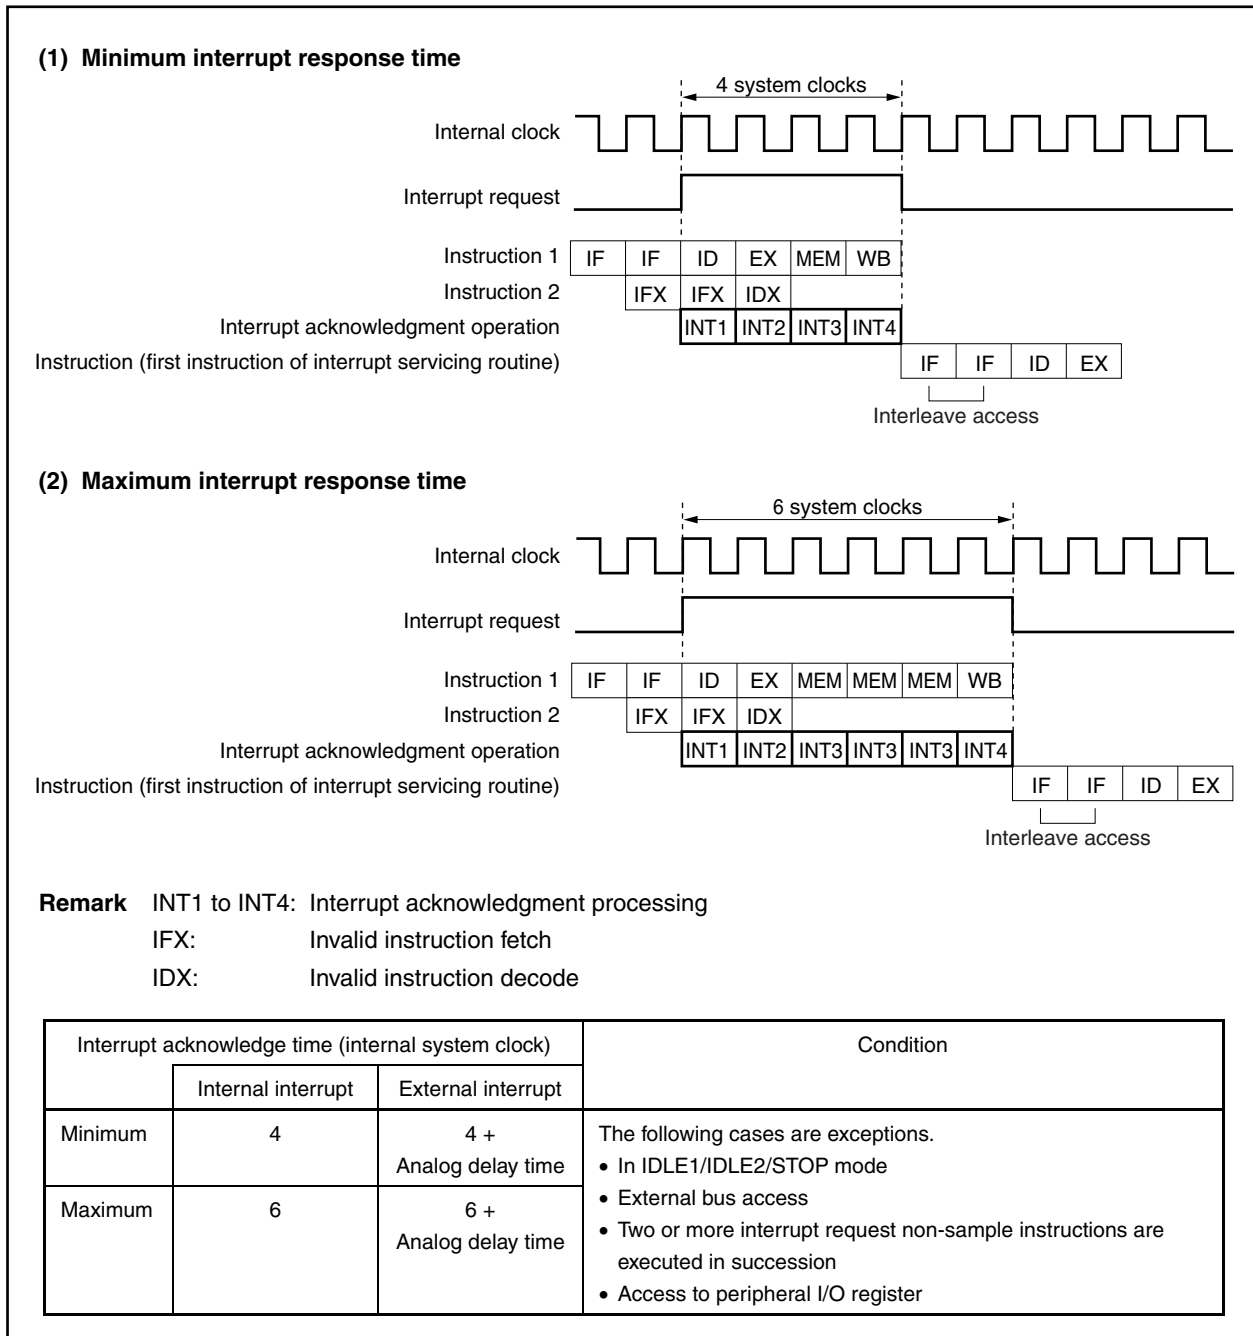 (1) Minimum interrupt response time
4 system clocks
Internal clock
Interrupt request
Instruction 1 IF IF ID EX MEM WB
Instruction 2 IFX IFX IDX
Interrupt acknowledgment operation INT1 INT2 INT3 INT4
Instruction (first instruction of interrupt servicing routine) IF IF ID EX
Interleave access
(2) Maximum interrupt response time
6 system clocks
Internal clock
Interrupt request
Instruction 1 IF IF ID EX MEM MEM MEM WB
Instruction 2 IFX IFX IDX
Interrupt acknowledgment operation INT1 INT2 INT3 INT3 INT3 INT4
Instruction (first instruction of interrupt servicing routine) IF IF ID EX
Interleave access
Remark INT1 to INT4: Interrupt acknowledgment processing
IFX: Invalid instruction fetch
IDX: Invalid instruction decode
Interrupt acknowledge time (internal system clock) Condition
Internal interrupt External interrupt
Minimum 4 4 + The following cases are exceptions.
Analog delay time • In IDLE1/IDLE2/STOP mode
• External bus access
Maximum 6 6 + • Two or more interrupt request non-sample instructions are
Analog delay time executed in succession
• Access to peripheral I/O register